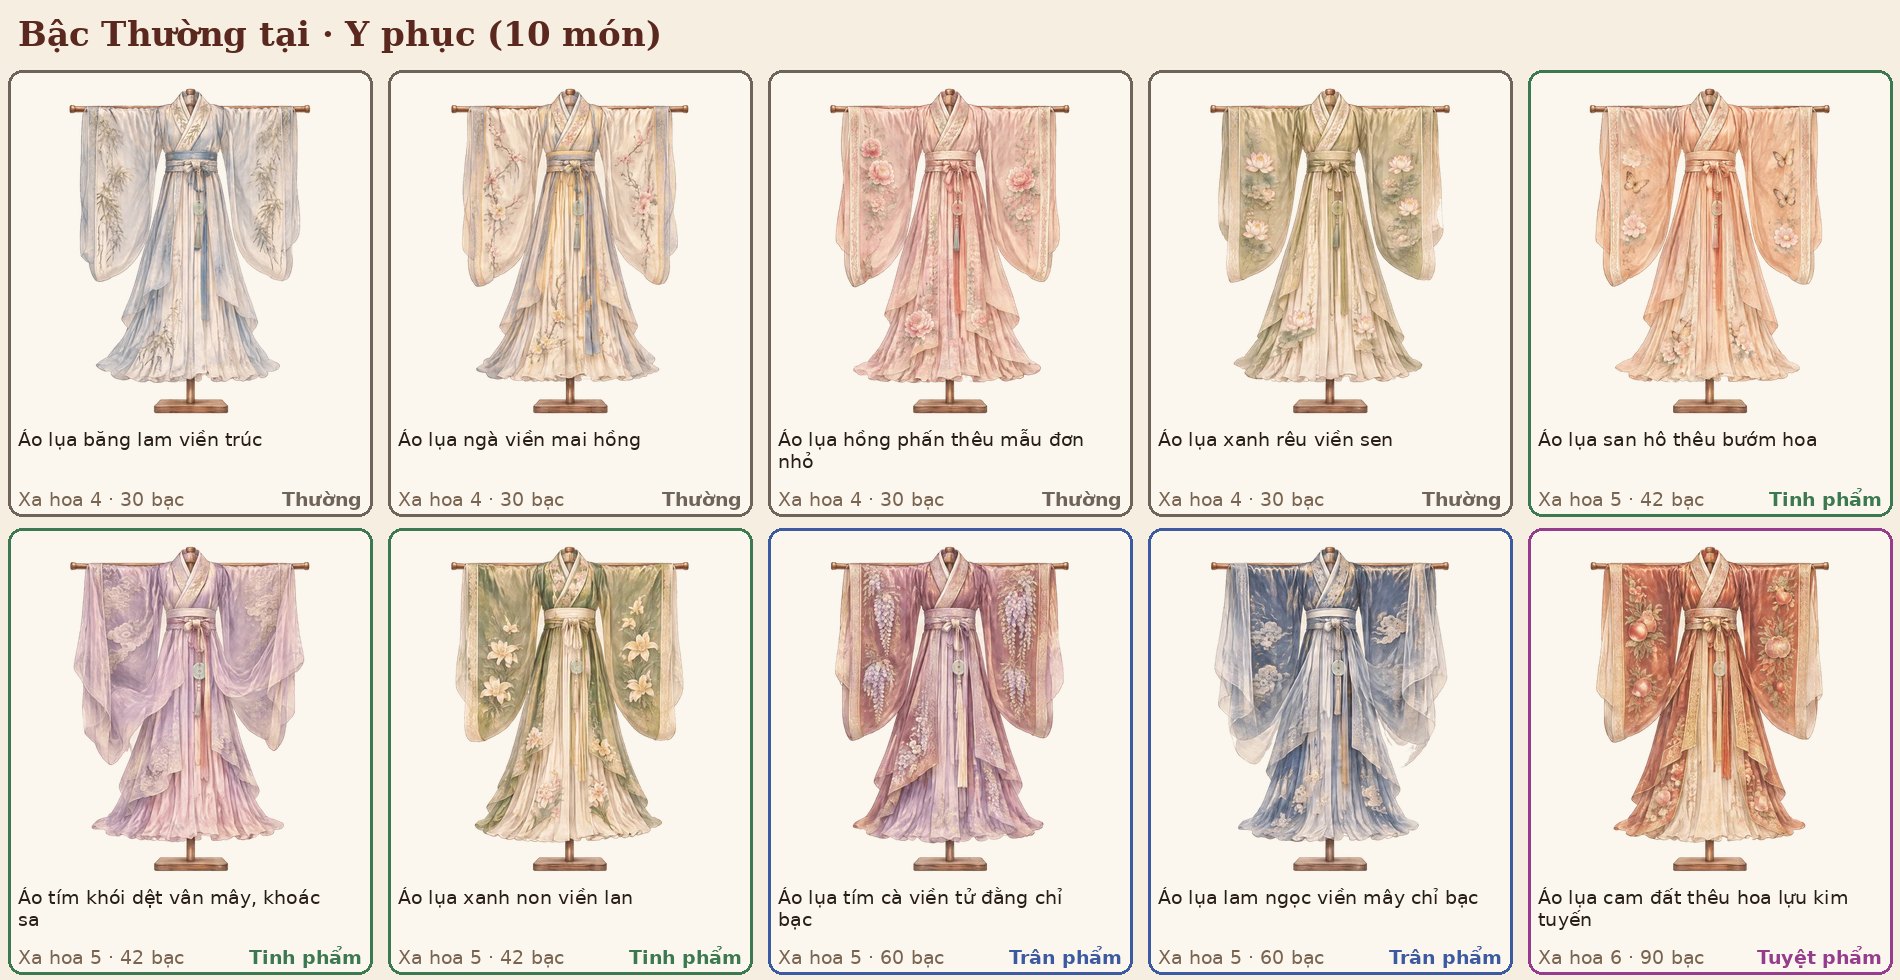 Bậc Thường tại · Y phục (10 món)
Áo lụa băng lam viền trúc
Xa hoa 4 · 30 bạc Thường
Áo lụa ngà viền mai hồng
Xa hoa 4 · 30 bạc Thường
Áo lụa hồng phấn thêu mẫu đơn
nhỏ
Xa hoa 4 · 30 bạc Thường
Áo lụa xanh rêu viền sen
Xa hoa 4 · 30 bạc Thường
Áo lụa san hô thêu bướm hoa
Xa hoa 5 · 42 bạc Tinh phẩm
Áo tím khói dệt vân mây, khoác
sa
Xa hoa 5 · 42 bạc Tinh phẩm
Áo lụa xanh non viền lan
Xa hoa 5 · 42 bạc Tinh phẩm
Áo lụa tím cà viền tử đằng chỉ
bạc
Xa hoa 5 · 60 bạc Trân phẩm
Áo lụa lam ngọc viền mây chỉ bạc
Xa hoa 5 · 60 bạc Trân phẩm
Áo lụa cam đất thêu hoa lựu kim
tuyến
Xa hoa 6 · 90 bạc Tuyệt phẩm